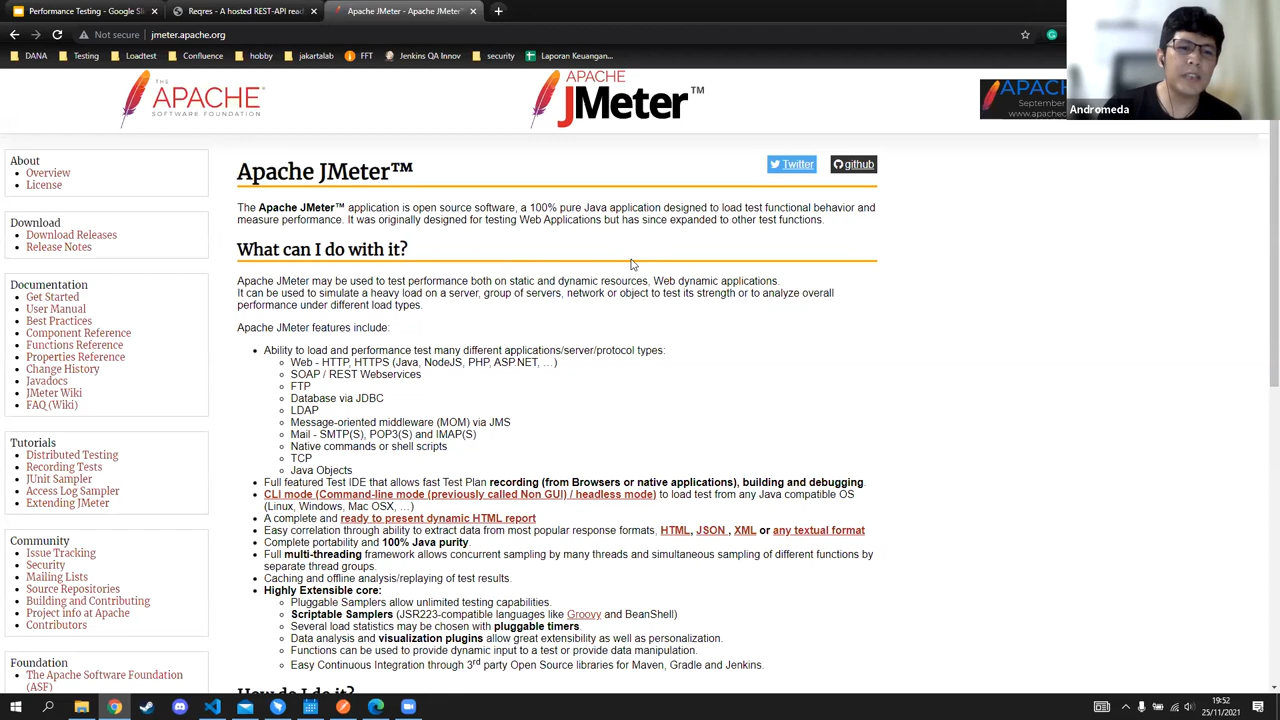 Performance Testing - Google Sl
Reqres - A hosted REST-API read
Apache JMeter - Apache JMeter™
Not secure
jmeter.apache.org
DANA
Testing
Loadtest
Confluence
hobby
jakartalab
FFT
Jenkins QA Innov
security
Laporan Keuangan...
THE
APACHE
SOFTWARE FOUNDATION
APACHE
JMeter™
APAC
September
www.apachec
Andromeda
About
Overview
License
Download
Download Releases
Release Notes
Documentation
Get Started
User Manual
Best Practices
Component Reference
Functions Reference
Properties Reference
Change History
Javadocs
JMeter Wiki
FAQ (Wiki)
Tutorials
Distributed Testing
Recording Tests
JUnit Sampler
Access Log Sampler
Extending JMeter
Community
Issue Tracking
Security
Mailing Lists
Source Repositories
Building and Contributing
Project info at Apache
Contributors
Foundation
The Apache Software Foundation
(ASF)
Apache JMeter™
Twitter
github
The Apache JMeter™ application is open source software, a 100% pure Java application designed to load test functional behavior and
measure performance. It was originally designed for testing Web Applications but has since expanded to other test functions.
What can I do with it?
Apache JMeter may be used to test performance both on static and dynamic resources, Web dynamic applications.
It can be used to simulate a heavy load on a server, group of servers, network or object to test its strength or to analyze overall
performance under different load types.
Apache JMeter features include:
Ability to load and performance test many different applications/server/protocol types:
Web - HTTP, HTTPS (Java, NodeJS, PHP, ASP.NET, …)
SOAP / REST Webservices
FTP
Database via JDBC
LDAP
Message-oriented middleware (MOM) via JMS
Mail - SMTP(S), POP3(S) and IMAP(S)
Native commands or shell scripts
TCP
Java Objects
Full featured Test IDE that allows fast Test Plan recording (from Browsers or native applications), building and debugging.
CLI mode (Command-line mode (previously called Non GUI) / headless mode) to load test from any Java compatible OS
(Linux, Windows, Mac OSX, …)
A complete and ready to present dynamic HTML report
Easy correlation through ability to extract data from most popular response formats, HTML, JSON , XML or any textual format
Complete portability and 100% Java purity.
Full multi-threading framework allows concurrent sampling by many threads and simultaneous sampling of different functions by
separate thread groups.
Caching and offline analysis/replaying of test results.
Highly Extensible core:
Pluggable Samplers allow unlimited testing capabilities.
Scriptable Samplers (JSR223-compatible languages like Groovy and BeanShell)
Several load statistics may be chosen with pluggable timers.
Data analysis and visualization plugins allow great extensibility as well as personalization.
Functions can be used to provide dynamic input to a test or provide data manipulation.
Easy Continuous Integration through 3rd party Open Source libraries for Maven, Gradle and Jenkins.
How do I do it?
19:52
25/11/2021